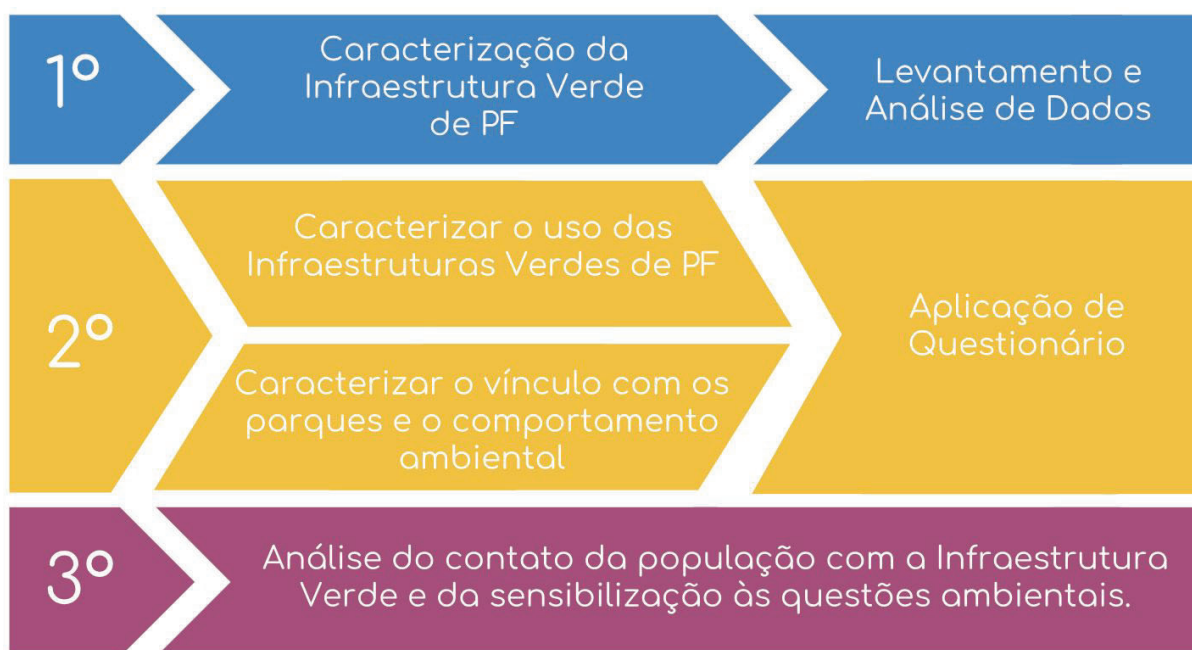 1º
Caracterização da
Infraestrutura Verde
de PF
Levantamento e
Análise de Dados
2º
Caracterizar o uso das
Infraestruturas Verdes de PF
Caracterizar o vínculo com os
parques e o comportamento
ambiental
Aplicação de
Questionário
3º
Análise do contato da população com a Infraestrutura
Verde e da sensibilização às questões ambientais.